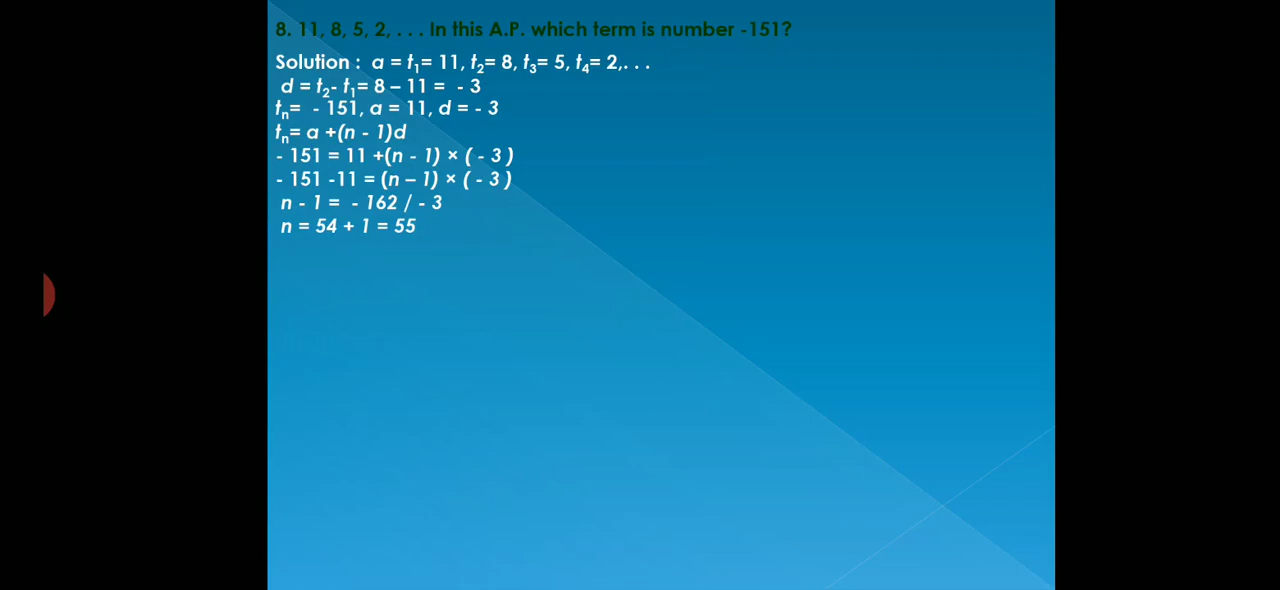 8. 11, 8, 5, 2, . . . In this A.P. which term is number -151?
Solution : a = t₁= 11, t₂= 8, t₃= 5, t₄= 2,. . .
d = t₂- t₁= 8 – 11 = - 3
tₙ= - 151, a = 11, d = - 3
tₙ= a +(n - 1)d
- 151 = 11 +(n - 1) × ( - 3 )
- 151 -11 = (n – 1) × ( - 3 )
n - 1 = - 162 / - 3
n = 54 + 1 = 55